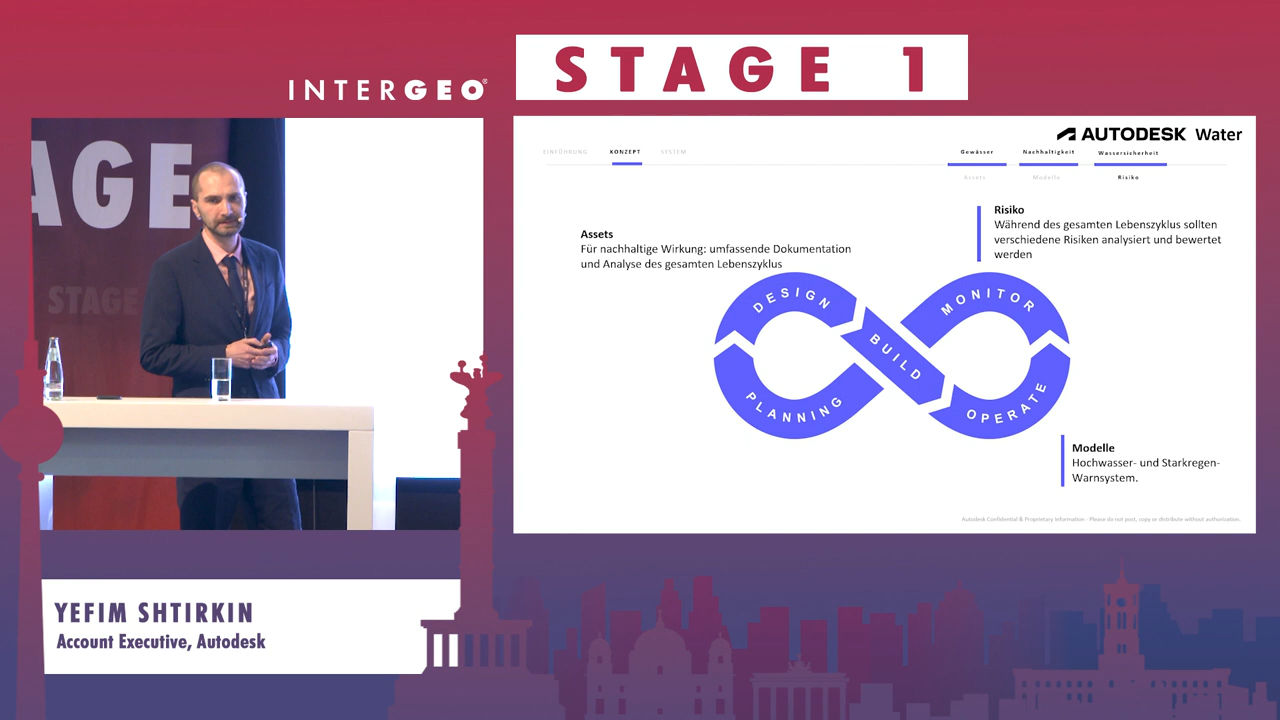 INTERGEO®
STAGE 1
AGE
STAGE
AUTODESK Water
EINFÜHRUNG KONZEPT SYSTEM
Gewässer Nachhaltigkeit Wassersicherheit
Assets Modelle Risiko
Assets
Für nachhaltige Wirkung: umfassende Dokumentation
und Analyse des gesamten Lebenszyklus
Risiko
Während des gesamten Lebenszyklus sollten
verschiedene Risiken analysiert und bewertet
werden
DESIGN
MONITOR
BUILD
PLANNING
OPERATE
Modelle
Hochwasser- und Starkregen-
Warnsystem.
Autodesk Confidential & Proprietary Information - Please do not post, copy or distribute without authorization.
YEFIM SHTIRKIN
Account Executive, Autodesk